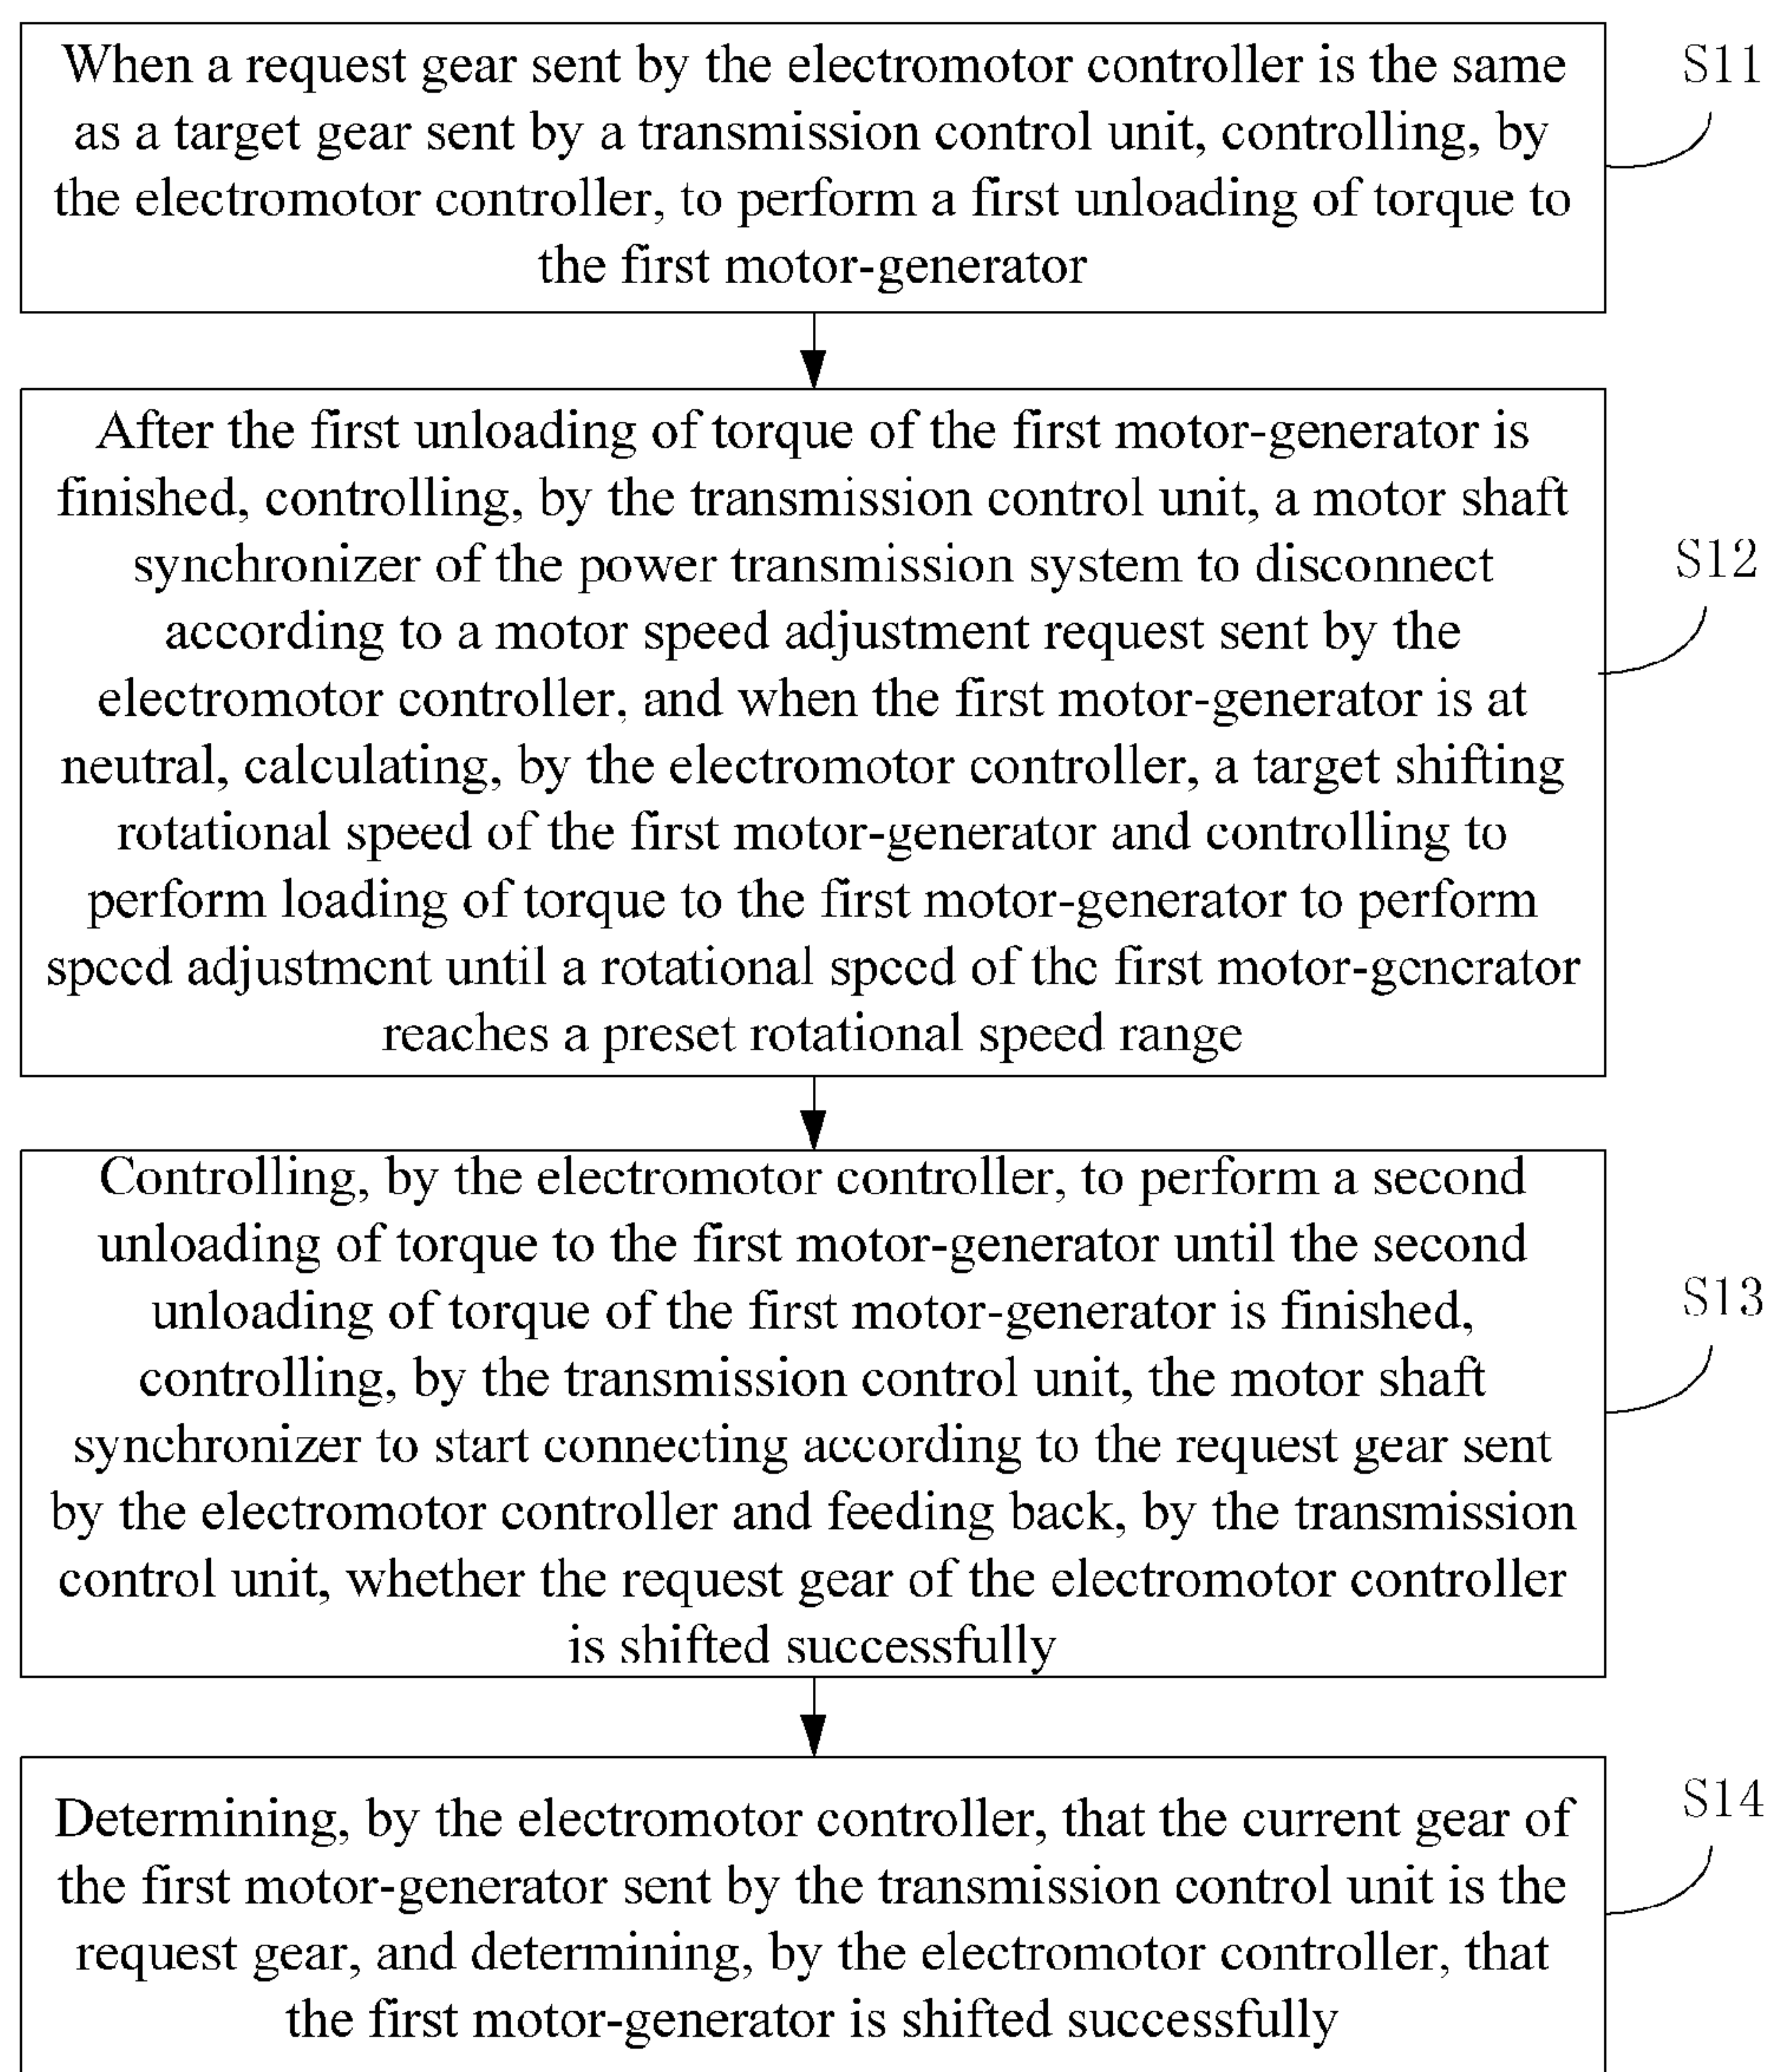 When a request gear sent by the electromotor controller is the same
as a target gear sent by a transmission control unit, controlling, by
the electromotor controller, to perform a first unloading of torque to
the first motor-generator
S11
After the first unloading of torque of the first motor-generator is
finished, controlling, by the transmission control unit, a motor shaft
synchronizer of the power transmission system to disconnect
according to a motor speed adjustment request sent by the
electromotor controller, and when the first motor-generator is at
neutral, calculating, by the electromotor controller, a target shifting
rotational speed of the first motor-generator and controlling to
perform loading of torque to the first motor-generator to perform
speed adjustment until a rotational speed of the first motor-generator
reaches a preset rotational speed range
S12
Controlling, by the electromotor controller, to perform a second
unloading of torque to the first motor-generator until the second
unloading of torque of the first motor-generator is finished,
controlling, by the transmission control unit, the motor shaft
synchronizer to start connecting according to the request gear sent
by the electromotor controller and feeding back, by the transmission
control unit, whether the request gear of the electromotor controller
is shifted successfully
S13
Determining, by the electromotor controller, that the current gear of
the first motor-generator sent by the transmission control unit is the
request gear, and determining, by the electromotor controller, that
the first motor-generator is shifted successfully
S14